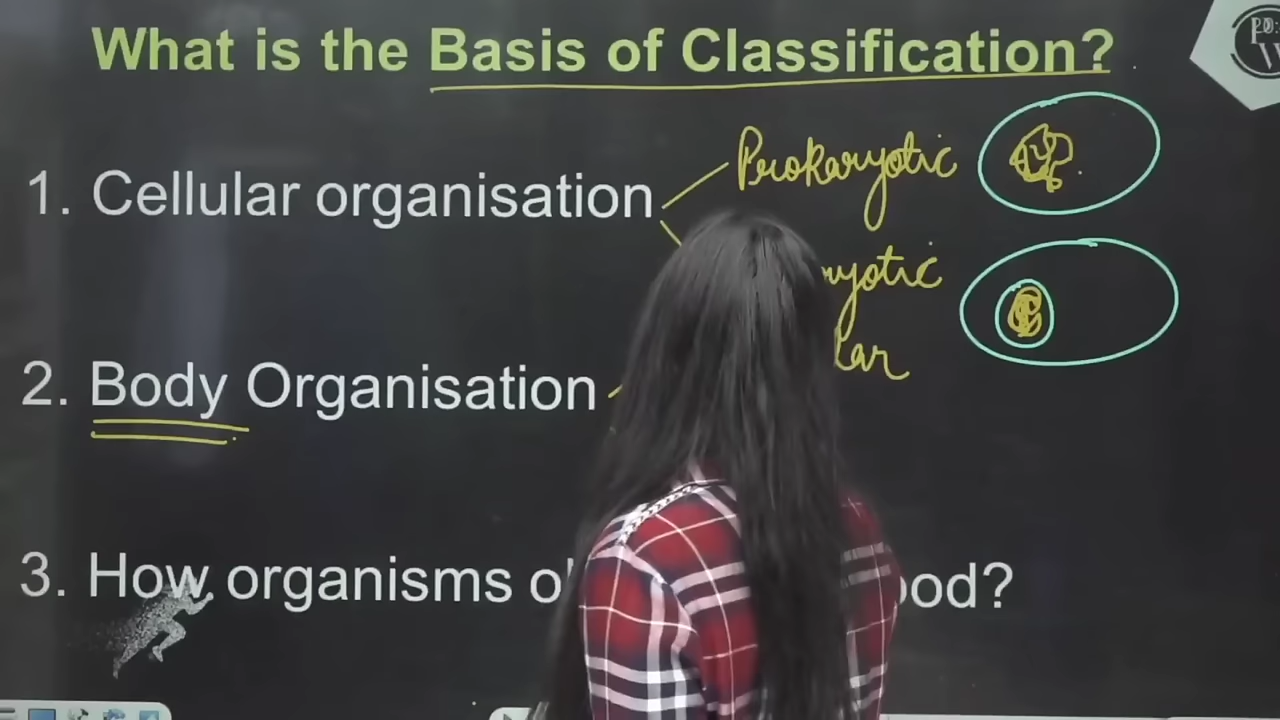 What is the Basis of Classification?
1. Cellular organisation
Prokaryotic
yotic
2. Body Organisation
lar
3. How organisms o ood?